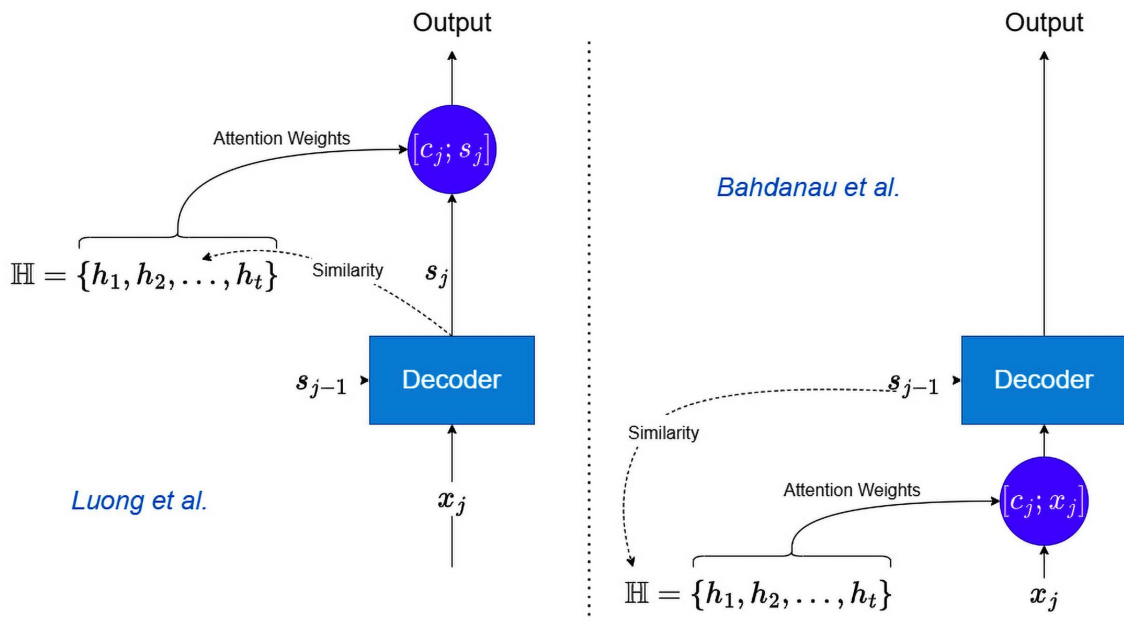 Output
Attention Weights
[c_j; s_j]
ℍ = {h_1, h_2, ..., h_t}
Similarity
s_j
s_{j−1}
Decoder
x_j
Luong et al.
Output
Bahdanau et al.
s_{j−1}
Decoder
Similarity
Attention Weights
[c_j; x_j]
ℍ = {h_1, h_2, ..., h_t}
x_j